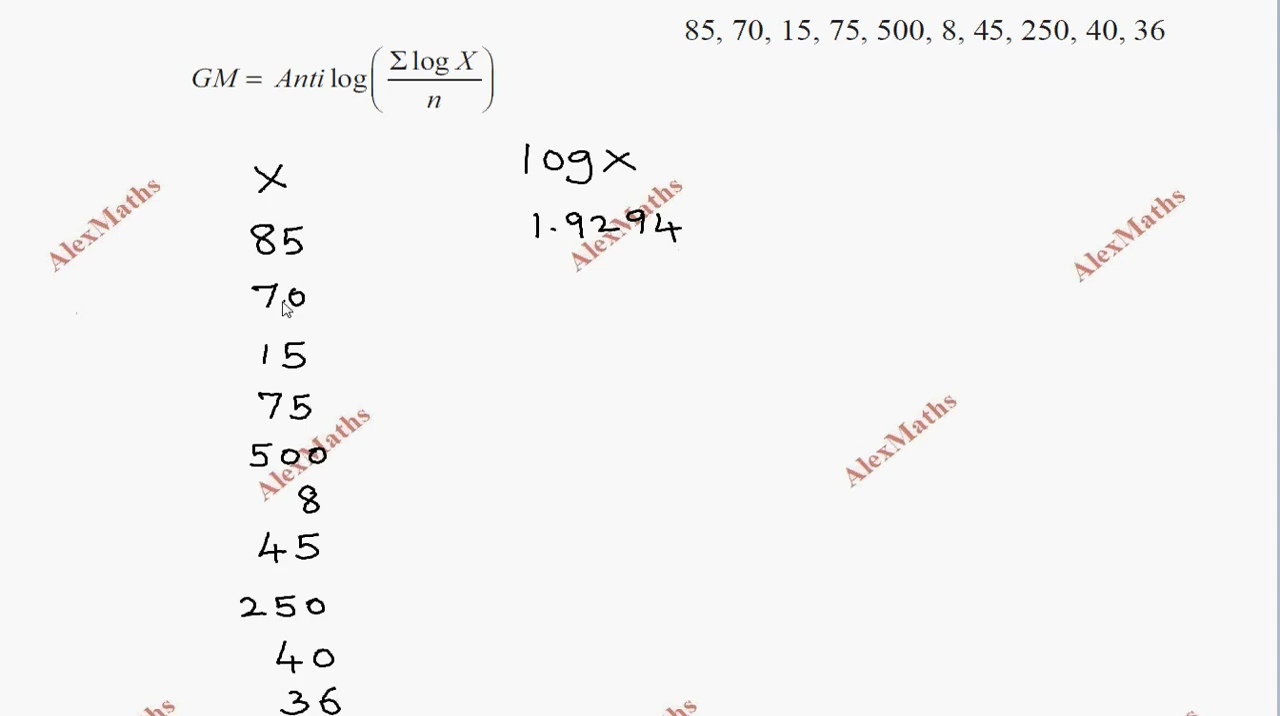 85, 70, 15, 75, 500, 8, 45, 250, 40, 36
GM = Anti log( Σ log X / n )
X log x
85 1.9294
70
15
75
500
8
45
250
40
36
AlexMaths
AlexMaths
AlexMaths
AlexMaths
AlexMaths